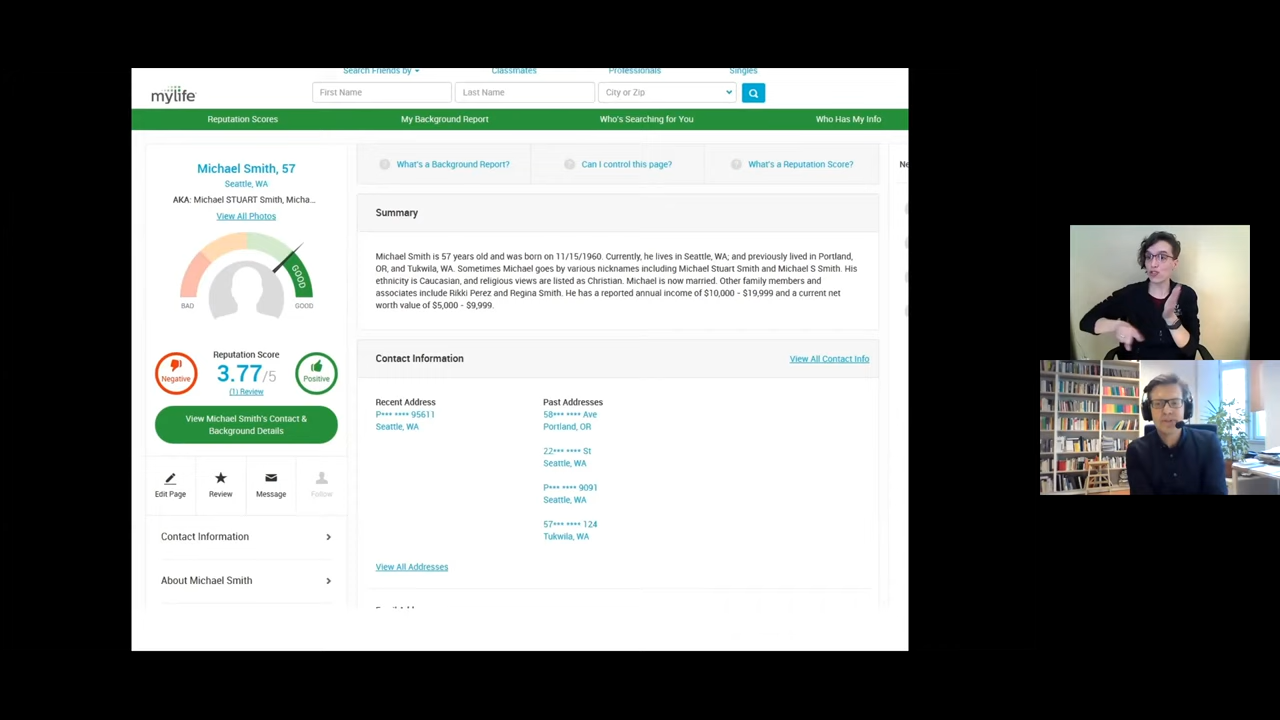 Search Friends by
Classmates
Professionals
Singles
mylife
First Name
Last Name
City or Zip
Reputation Scores
My Background Report
Who's Searching for You
Who Has My Info
Michael Smith, 57
Seattle, WA
AKA: Michael STUART Smith, Micha...
View All Photos
GOOD
BAD
GOOD
Reputation Score
Negative
3.77/5
Positive
(1) Review
View Michael Smith's Contact &
Background Details
Edit Page
Review
Message
Follow
Contact Information
About Michael Smith
What's a Background Report?
Can I control this page?
What's a Reputation Score?
Ne
Summary
Michael Smith is 57 years old and was born on 11/15/1960. Currently, he lives in Seattle, WA; and previously lived in Portland,
OR, and Tukwila, WA. Sometimes Michael goes by various nicknames including Michael Stuart Smith and Michael S Smith. His
ethnicity is Caucasian, and religious views are listed as Christian. Michael is now married. Other family members and
associates include Rikki Perez and Regina Smith. He has a reported annual income of $10,000 - $19,999 and a current net
worth value of $5,000 - $9,999.
Contact Information
View All Contact Info
Recent Address
P*** **** 95611
Seattle, WA
Past Addresses
58*** **** Ave
Portland, OR
22*** **** St
Seattle, WA
P*** **** 9091
Seattle, WA
57*** **** 124
Tukwila, WA
View All Addresses